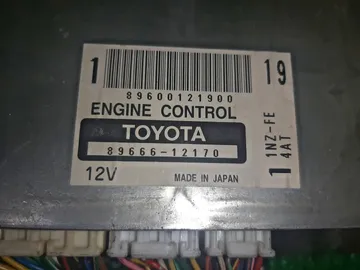 1
19
89600121900
ENGINE CONTROL
TOYOTA
89666-12170
12V
MADE IN JAPAN
1
1NZ-FE
4AT